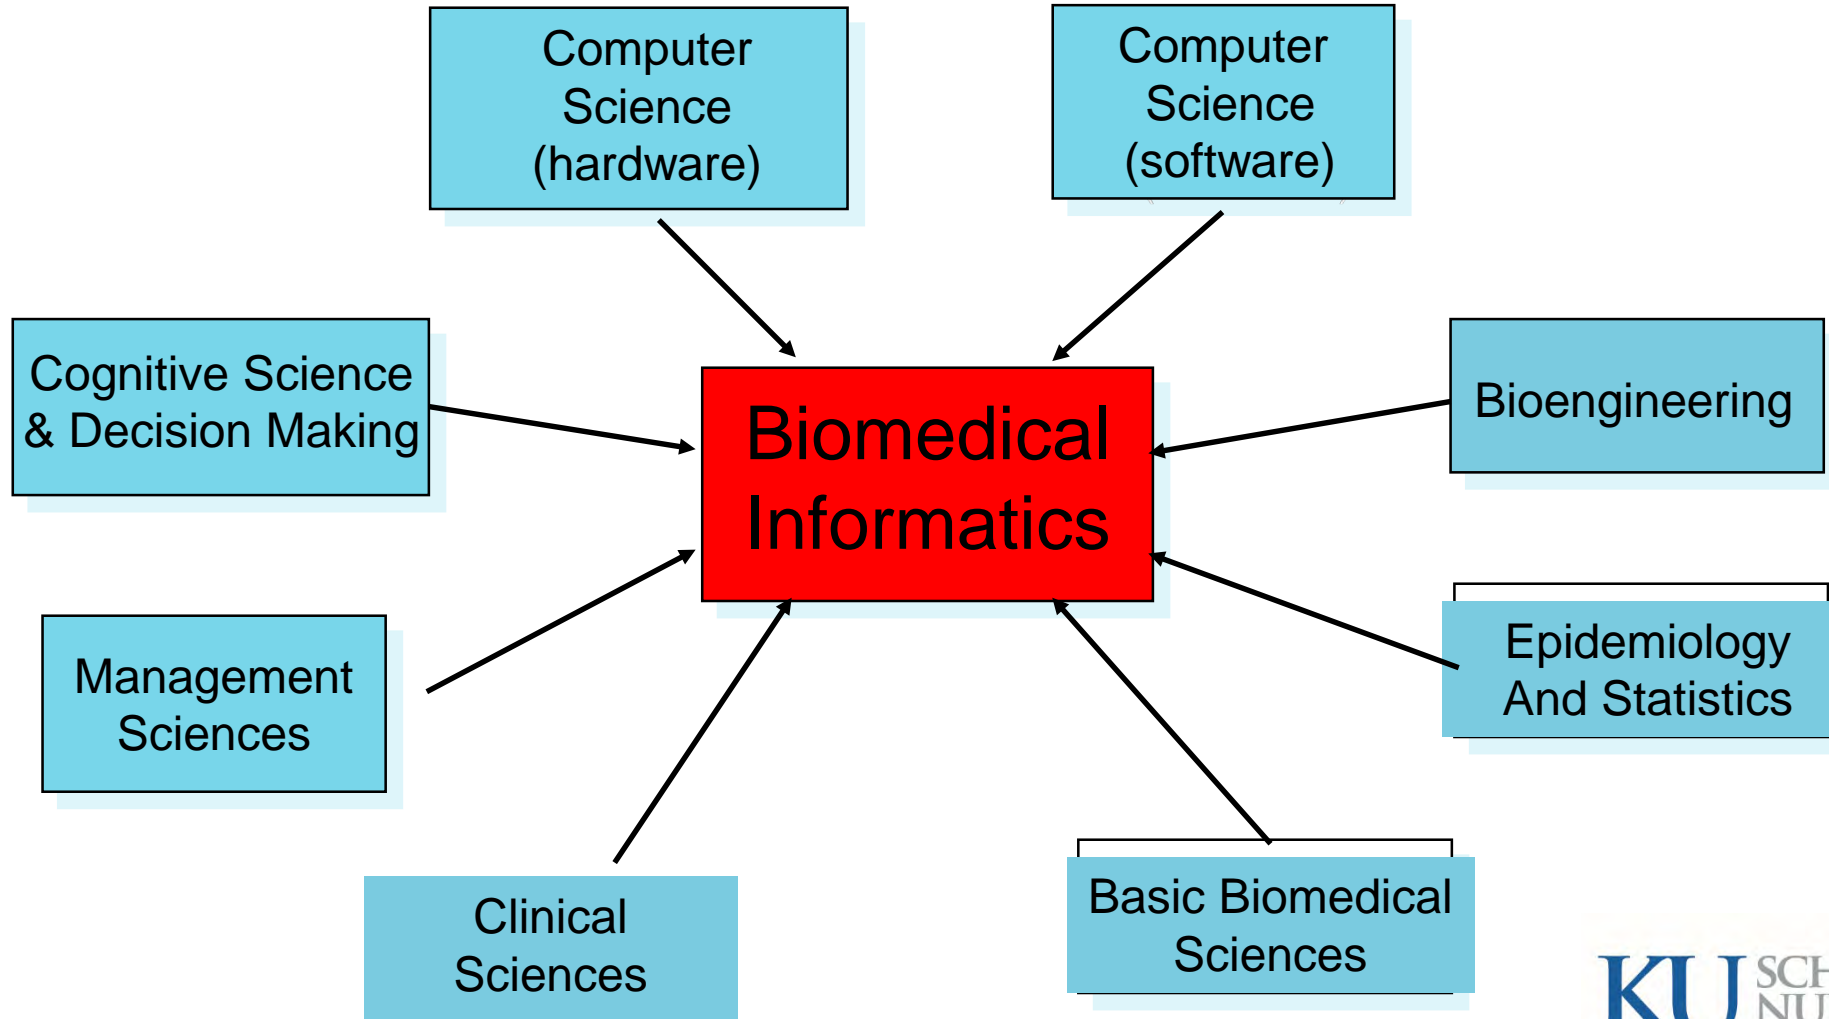 Computer
Science
(hardware)
Computer
Science
(software)
Cognitive Science
& Decision Making
Biomedical
Informatics
Bioengineering
Management
Sciences
Epidemiology
And Statistics
Clinical
Sciences
Basic Biomedical
Sciences
KU